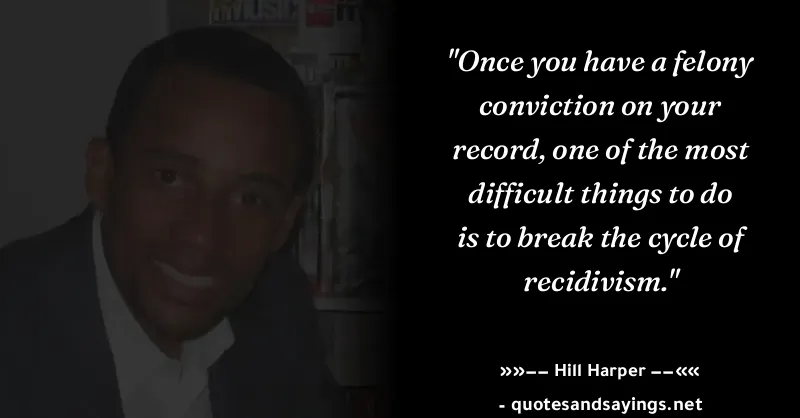 "Once you have a felony
conviction on your
record, one of the most
difficult things to do
is to break the cycle of
recidivism."
»»–– Hill Harper ––««
- quotesandsayings.net